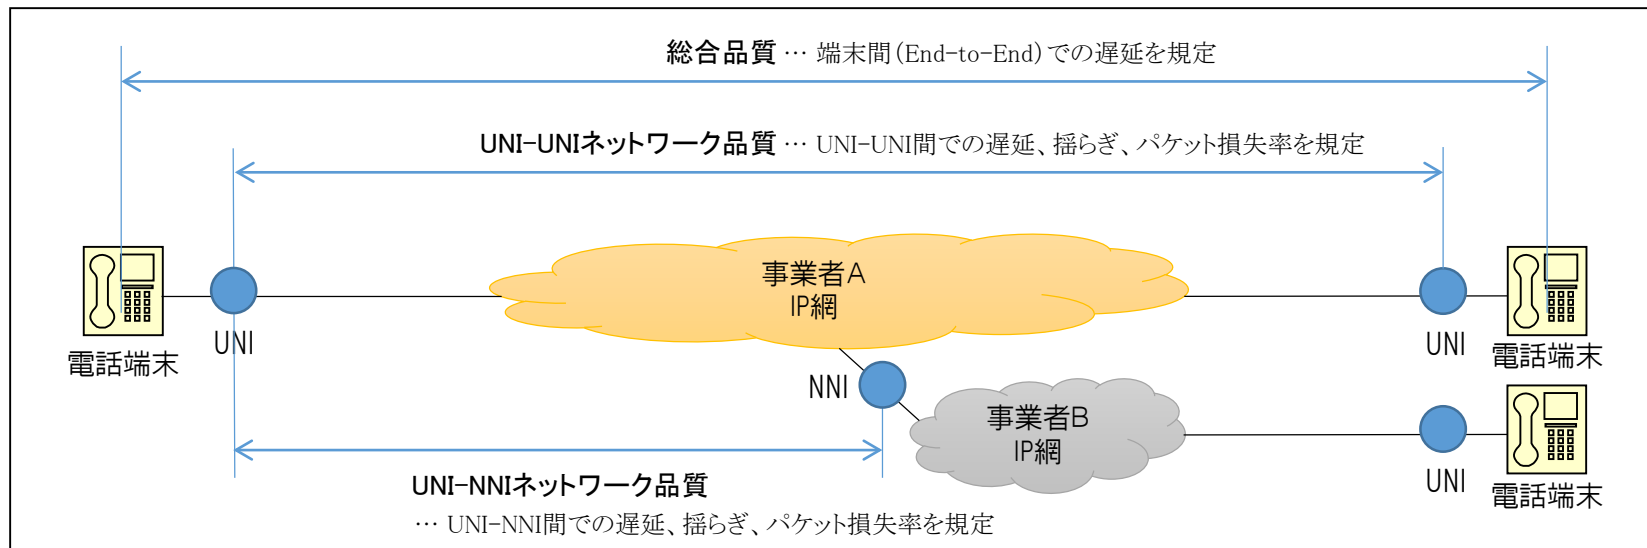 総合品質 … 端末間(End-to-End)での遅延を規定
UNI-UNIネットワーク品質 … UNI-UNI間での遅延、揺らぎ、パケット損失率を規定
事業者A
IP網
UNI
電話端末
UNI
電話端末
NNI
事業者B
IP網
UNI
電話端末
UNI-NNIネットワーク品質
… UNI-NNI間での遅延、揺らぎ、パケット損失率を規定